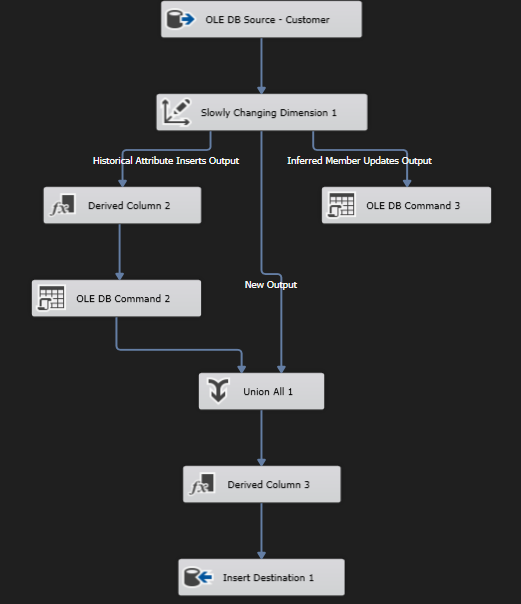 OLE DB Source - Customer
Slowly Changing Dimension 1
Historical Attribute Inserts Output
Inferred Member Updates Output
Derived Column 2
OLE DB Command 3
New Output
OLE DB Command 2
Union All 1
Derived Column 3
Insert Destination 1